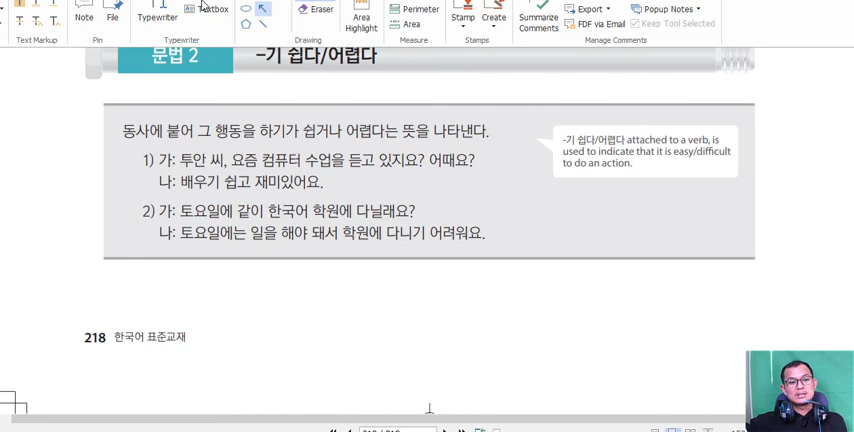 Textbox
Eraser
Perimeter
Export
Popup Notes
Note
File
Typewriter
Area
Highlight
Area
Stamp
Create
Summarize
Comments
FDF via Email
Keep Tool Selected
Text Markup
Pin
Typewriter
Drawing
Measure
Stamps
Manage Comments
문법 2
-기 쉽다/어렵다
동사에 붙어 그 행동을 하기가 쉽거나 어렵다는 뜻을 나타낸다.
1) 가: 투안 씨, 요즘 컴퓨터 수업을 듣고 있지요? 어때요?
나: 배우기 쉽고 재미있어요.
2) 가: 토요일에 같이 한국어 학원에 다닐래요?
나: 토요일에는 일을 해야 돼서 학원에 다니기 어려워요.
-기 쉽다/어렵다 attached to a verb, is
used to indicate that it is easy/difficult
to do an action.
218 한국어 표준교재